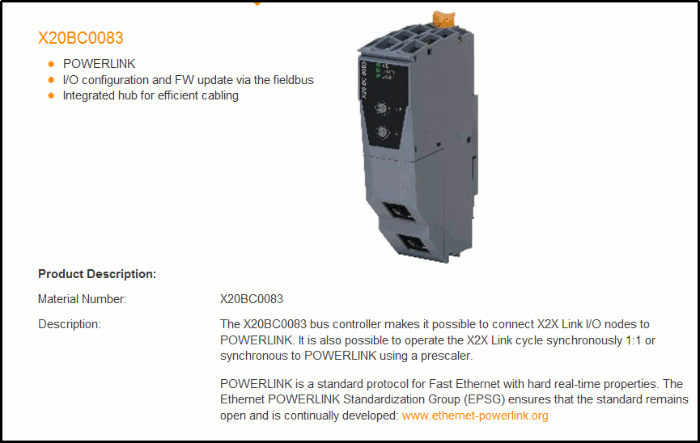 X20BC0083
POWERLINK
I/O configuration and FW update via the fieldbus
Integrated hub for efficient cabling
X20 BC 0083
Product Description:
Material Number: X20BC0083
Description: The X20BC0083 bus controller makes it possible to connect X2X Link I/O nodes to
POWERLINK. It is also possible to operate the X2X Link cycle synchronously 1:1 or
synchronous to POWERLINK using a prescaler.
POWERLINK is a standard protocol for Fast Ethernet with hard real-time properties. The
Ethernet POWERLINK Standardization Group (EPSG) ensures that the standard remains
open and is continually developed: www.ethernet-powerlink.org